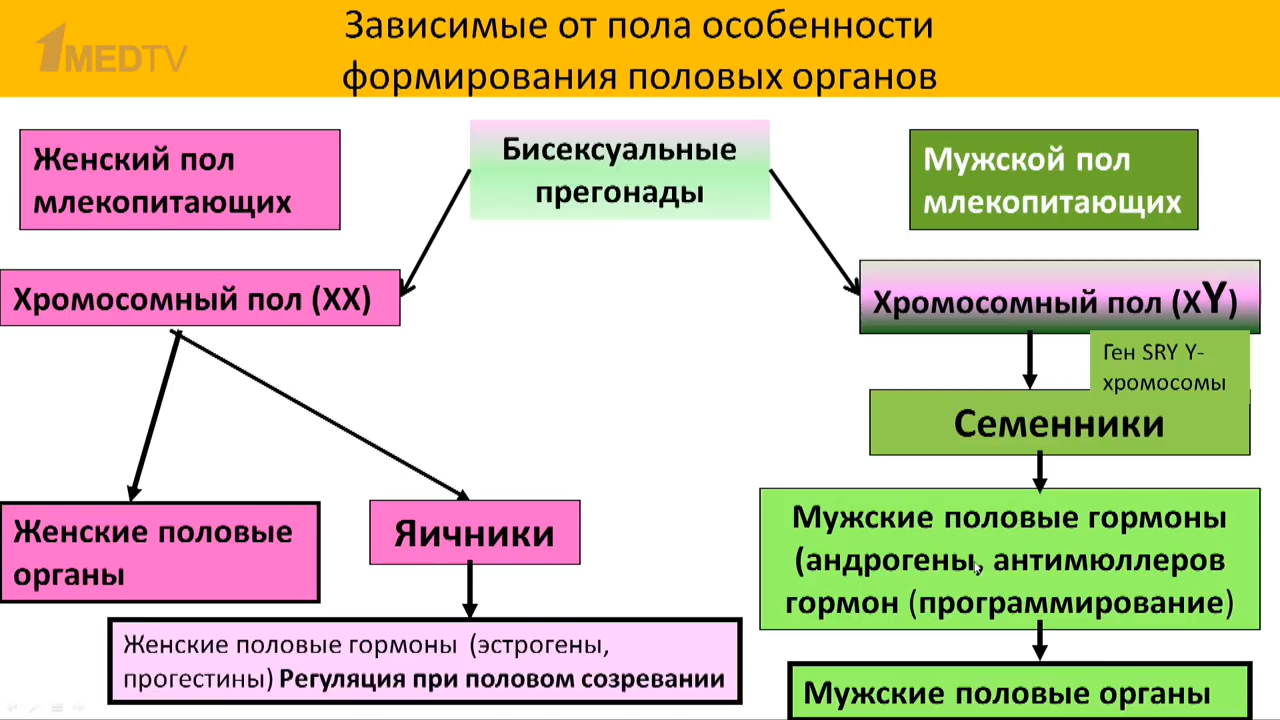 1MEDTV
Зависимые от пола особенности
формирования половых органов
Женский пол
млекопитающих
Бисексуальные
прегонады
Мужской пол
млекопитающих
Хромосомный пол (XX)
Хромосомный пол (XY)
Ген SRY Y-
хромосомы
Семенники
Женские половые
органы
Яичники
Мужские половые гормоны
(андрогены, антимюллеров
гормон (программирование)
Женские половые гормоны (эстрогены,
прогестины) Регуляция при половом созревании
Мужские половые органы